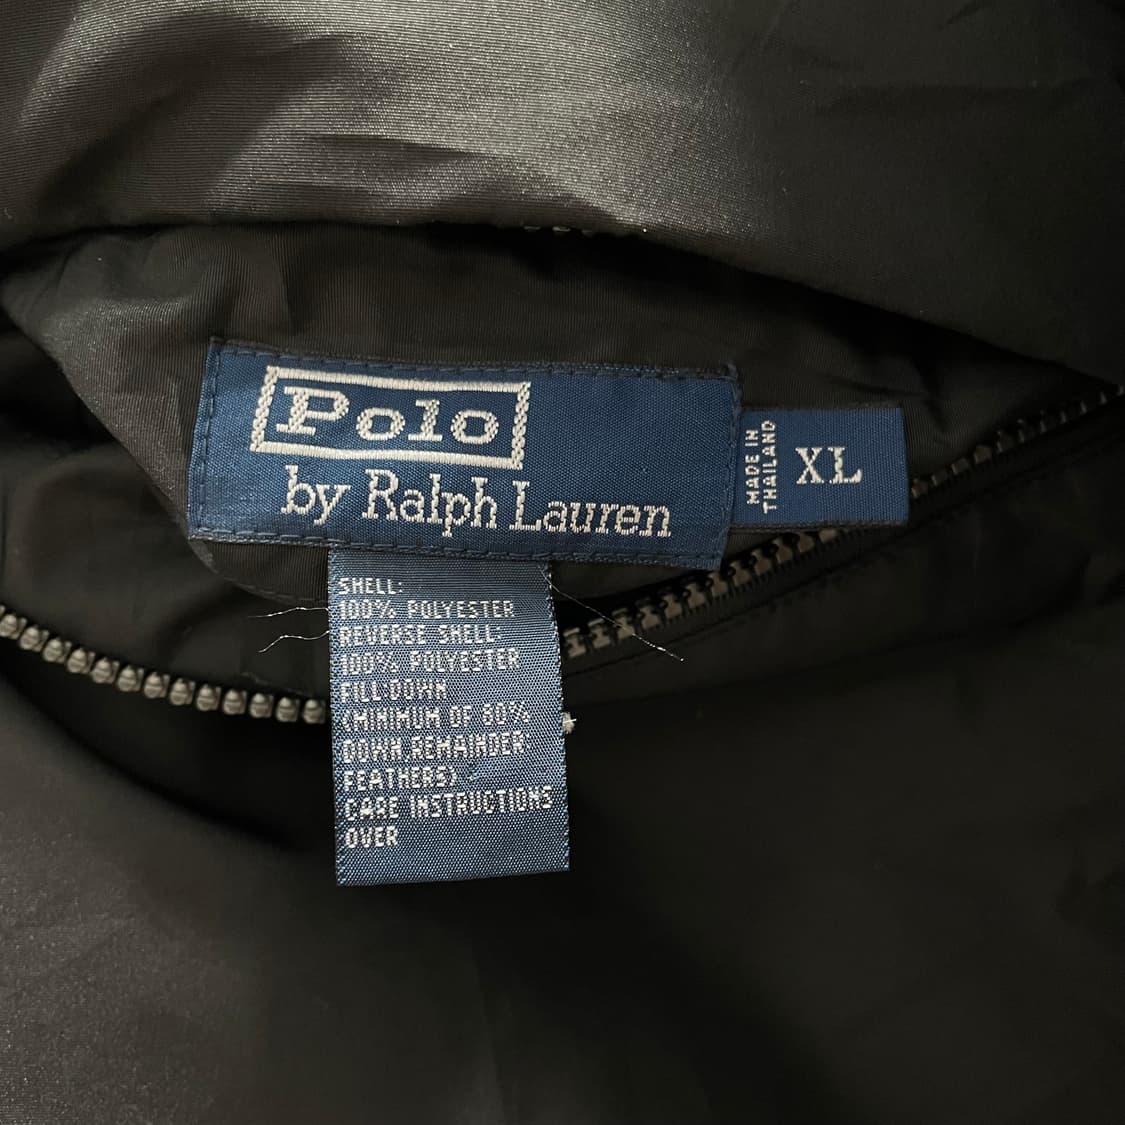 Polo
by Ralph Lauren
MADE IN
THAILAND
XL
SHELL:
100% POLYESTER
REVERSE SHELL:
100% POLYESTER
FILL:DOWN
(MINIMUM OF 80%
DOWN REMAINDER
FEATHERS)
CARE INSTRUCTIONS
OVER